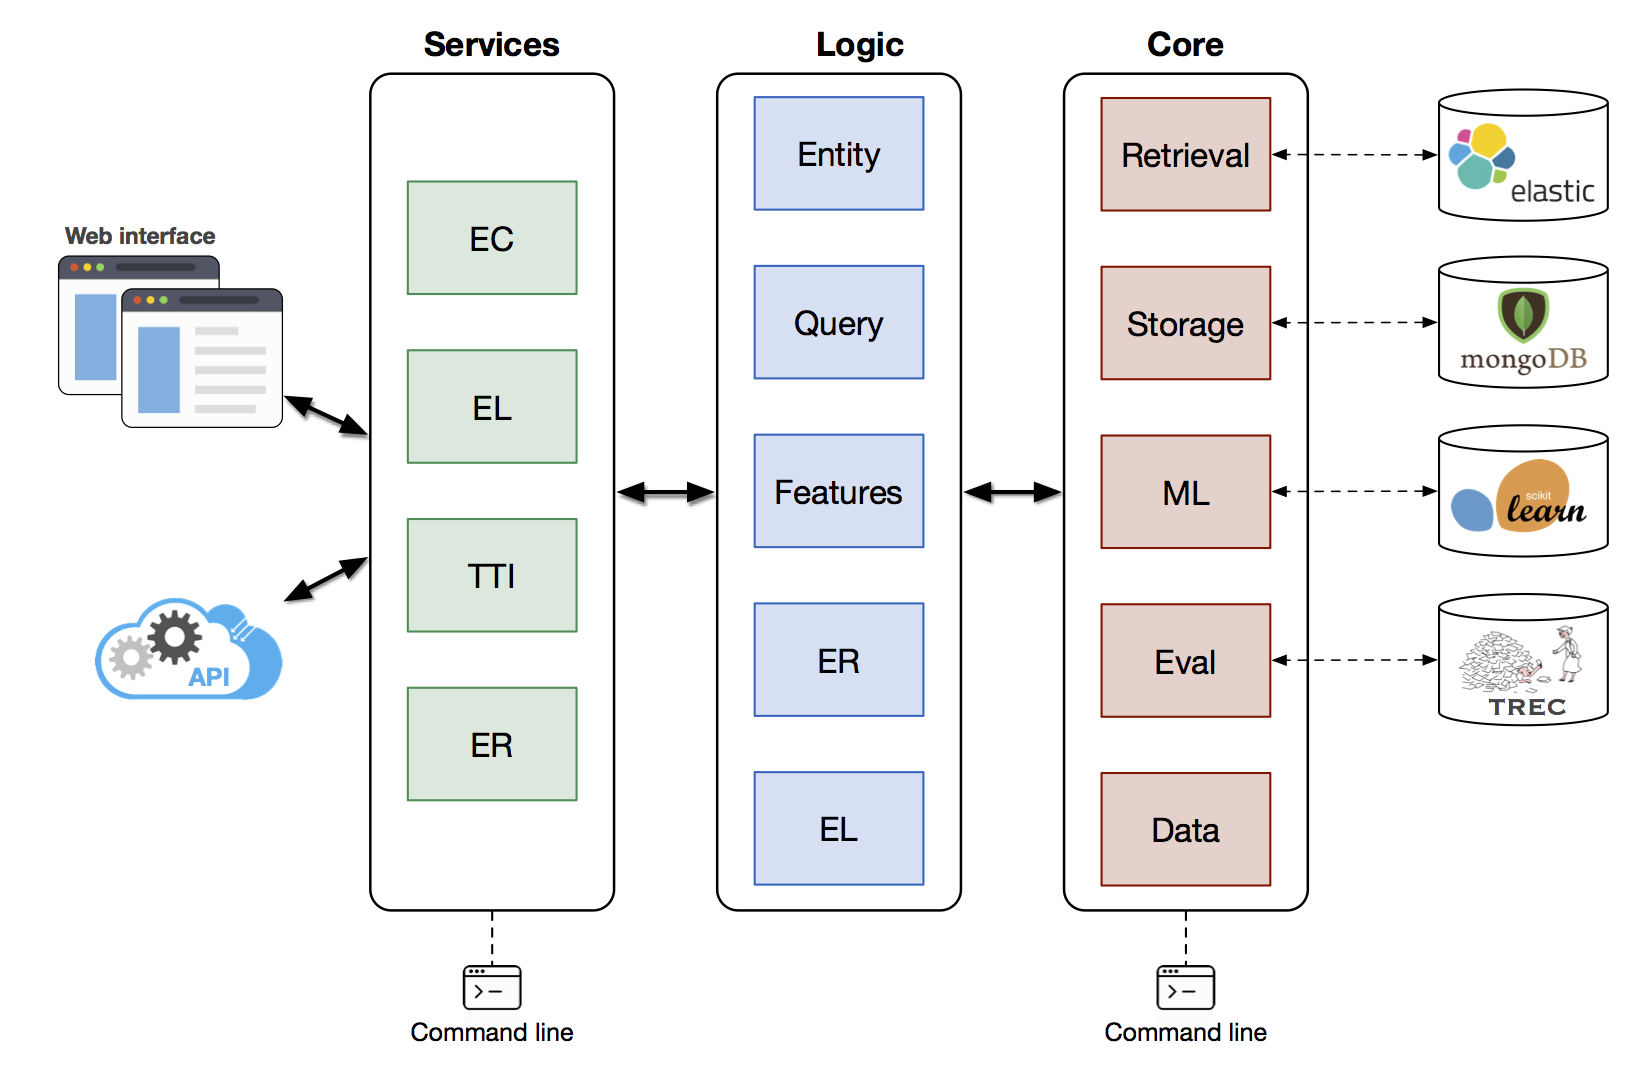 Services
Logic
Core
Web interface
API
EC
EL
TTI
ER
Command line
Entity
Query
Features
ER
EL
Retrieval
Storage
ML
Eval
Data
Command line
elastic
mongoDB
scikit
learn
TREC